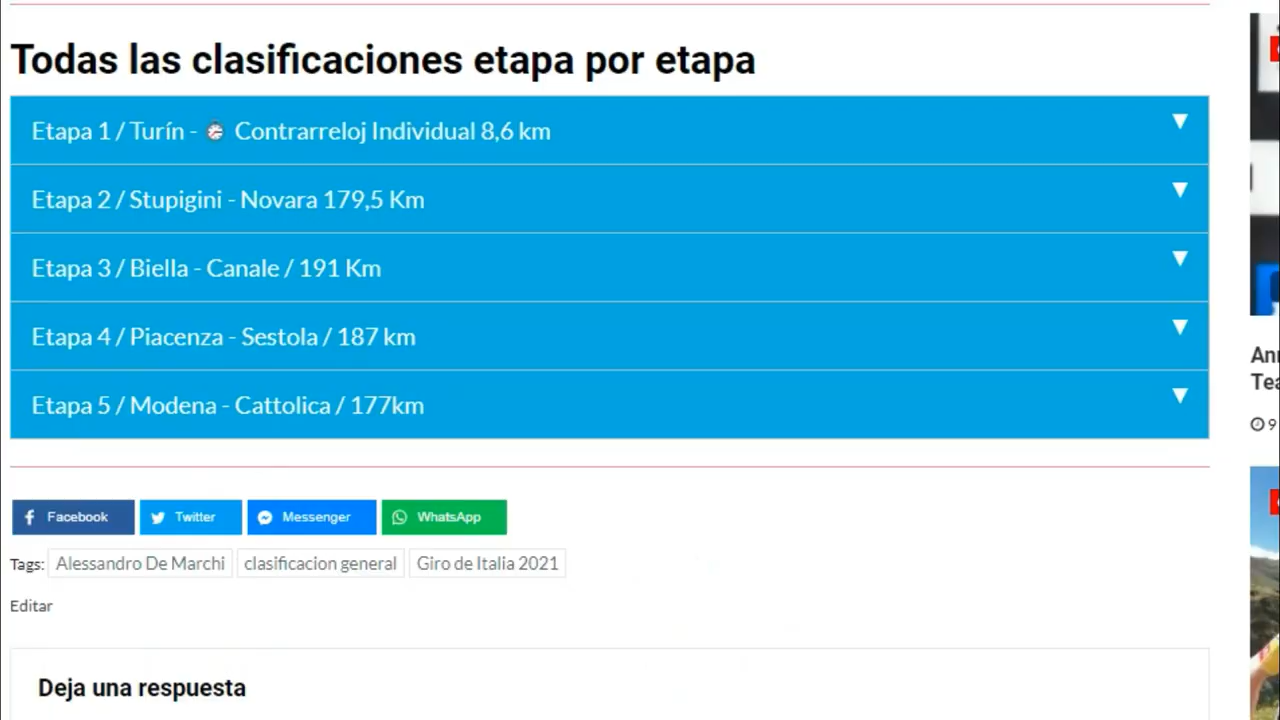 Todas las clasificaciones etapa por etapa
Etapa 1 / Turín - Contrarreloj Individual 8,6 km
Etapa 2 / Stupigini - Novara 179,5 Km
Etapa 3 / Biella - Canale / 191 Km
Etapa 4 / Piacenza - Sestola / 187 km
Etapa 5 / Modena - Cattolica / 177km
Facebook Twitter Messenger WhatsApp
Tags: Alessandro De Marchi clasificacion general Giro de Italia 2021
Editar
Deja una respuesta
9